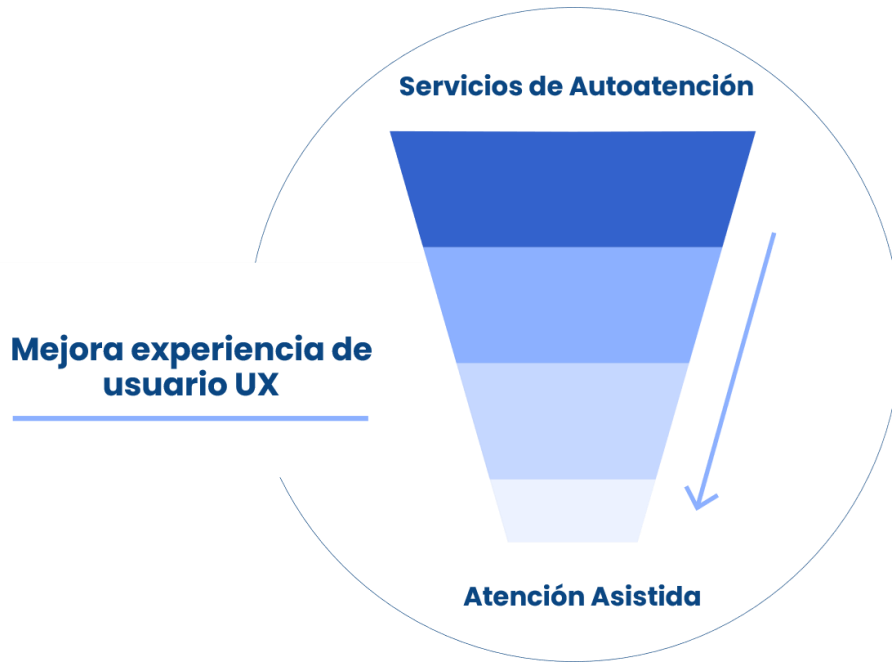 Servicios de Autoatención
Mejora experiencia de
usuario UX
Atención Asistida